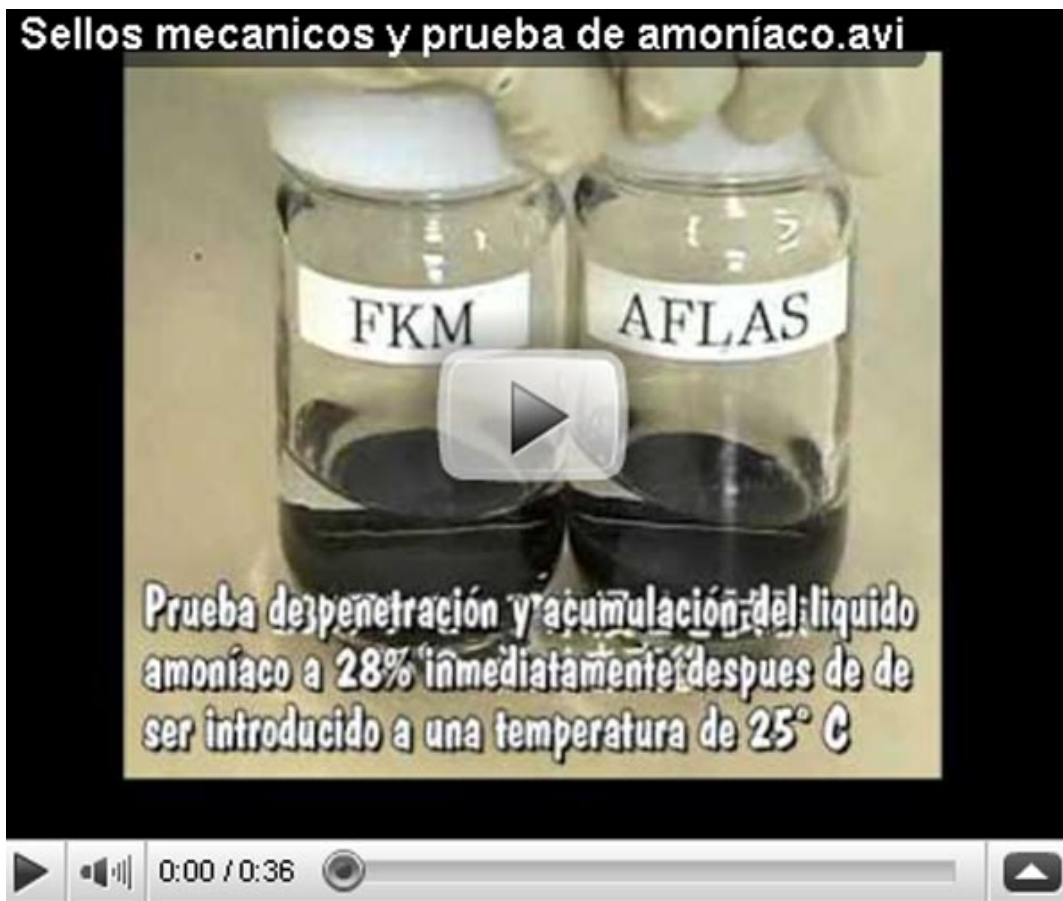 Sellos mecanicos y prueba de amoníaco.avi
FKM
AFLAS
Prueba de penetración y acumulación del liquido
amoníaco a 28% inmediatamente despues de de
ser introducido a una temperatura de 25° C
0:00 / 0:36